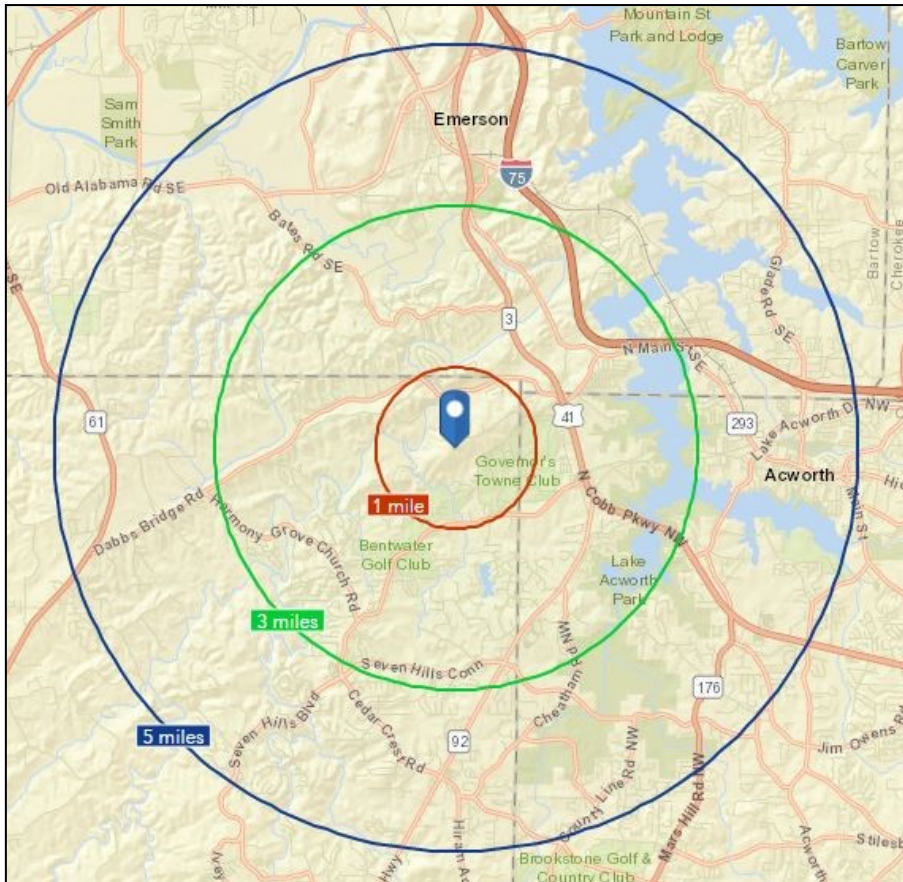 Mountain St
Park and Lodge
Bartow
Carver
Park
Sam
Smith
Park
Emerson
75
Old Alabama Rd SE
Bates Rd SE
Bartow
Cherokee
Glade Rd SE
3
N Main St SE
61
41
293
Lake Acworth Dr NW
Governor's
Towne Club
Acworth
1 mile
Main St
Dabbs Bridge Rd
Harmony Grove Church Rd
N Cobb Pkwy NW
Bentwater
Golf Club
Lake
Acworth
Park
3 miles
Seven Hills Conn
Cheatham
Rd NW
176
5 miles
Seven Hills Blvd
Cedar Crest Rd
92
Jim Owens Rd
County Line Rd NW
Mars Hill Rd NW
Hwy
Brookstone Golf &
Country Club